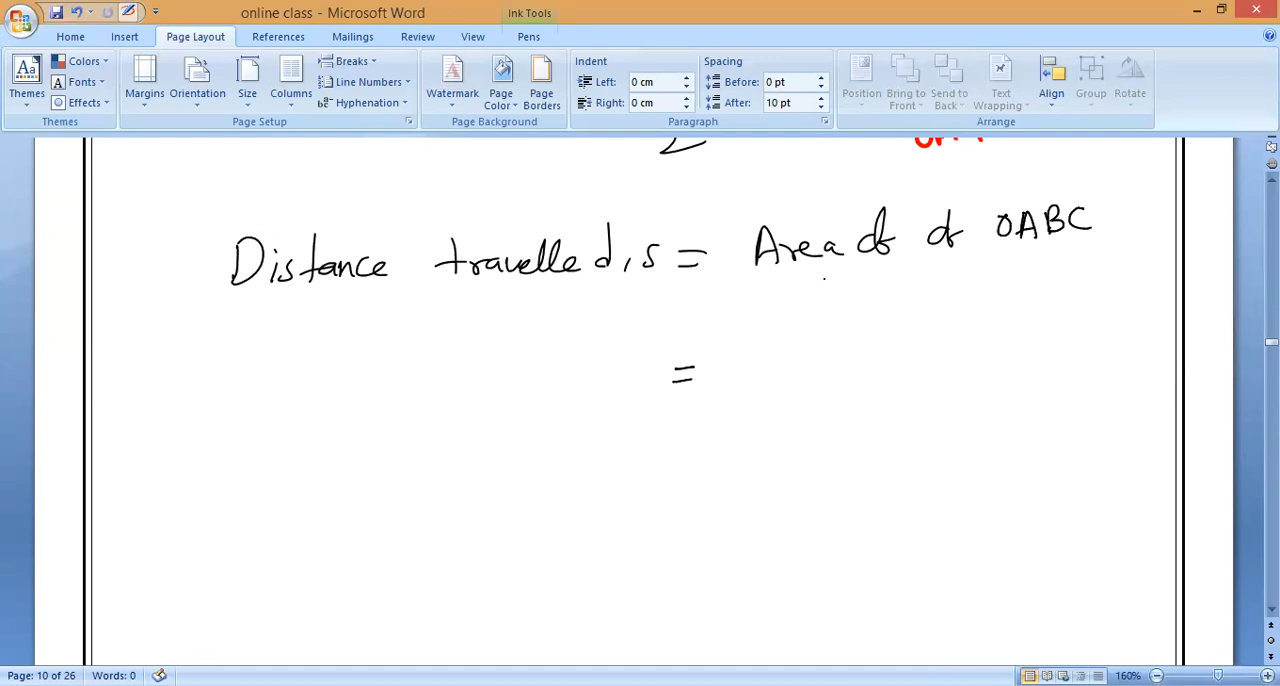 online class - Microsoft Word
Ink Tools
Home Insert Page Layout References Mailings Review View Pens
Aa Themes
Colors
A Fonts
Effects
Themes
Margins Orientation Size Columns
Breaks
Line Numbers
Hyphenation
Page Setup
Watermark Page Color Page Borders
Page Background
Indent Spacing
Left: 0 cm Before: 0 pt
Right: 0 cm After: 10 pt
Paragraph
Position Bring to Front Send to Back Text Wrapping Align Group Rotate
Arrange
2
Distance travelled, s = Area of of OABC
=
Page: 10 of 26 Words: 0 160%